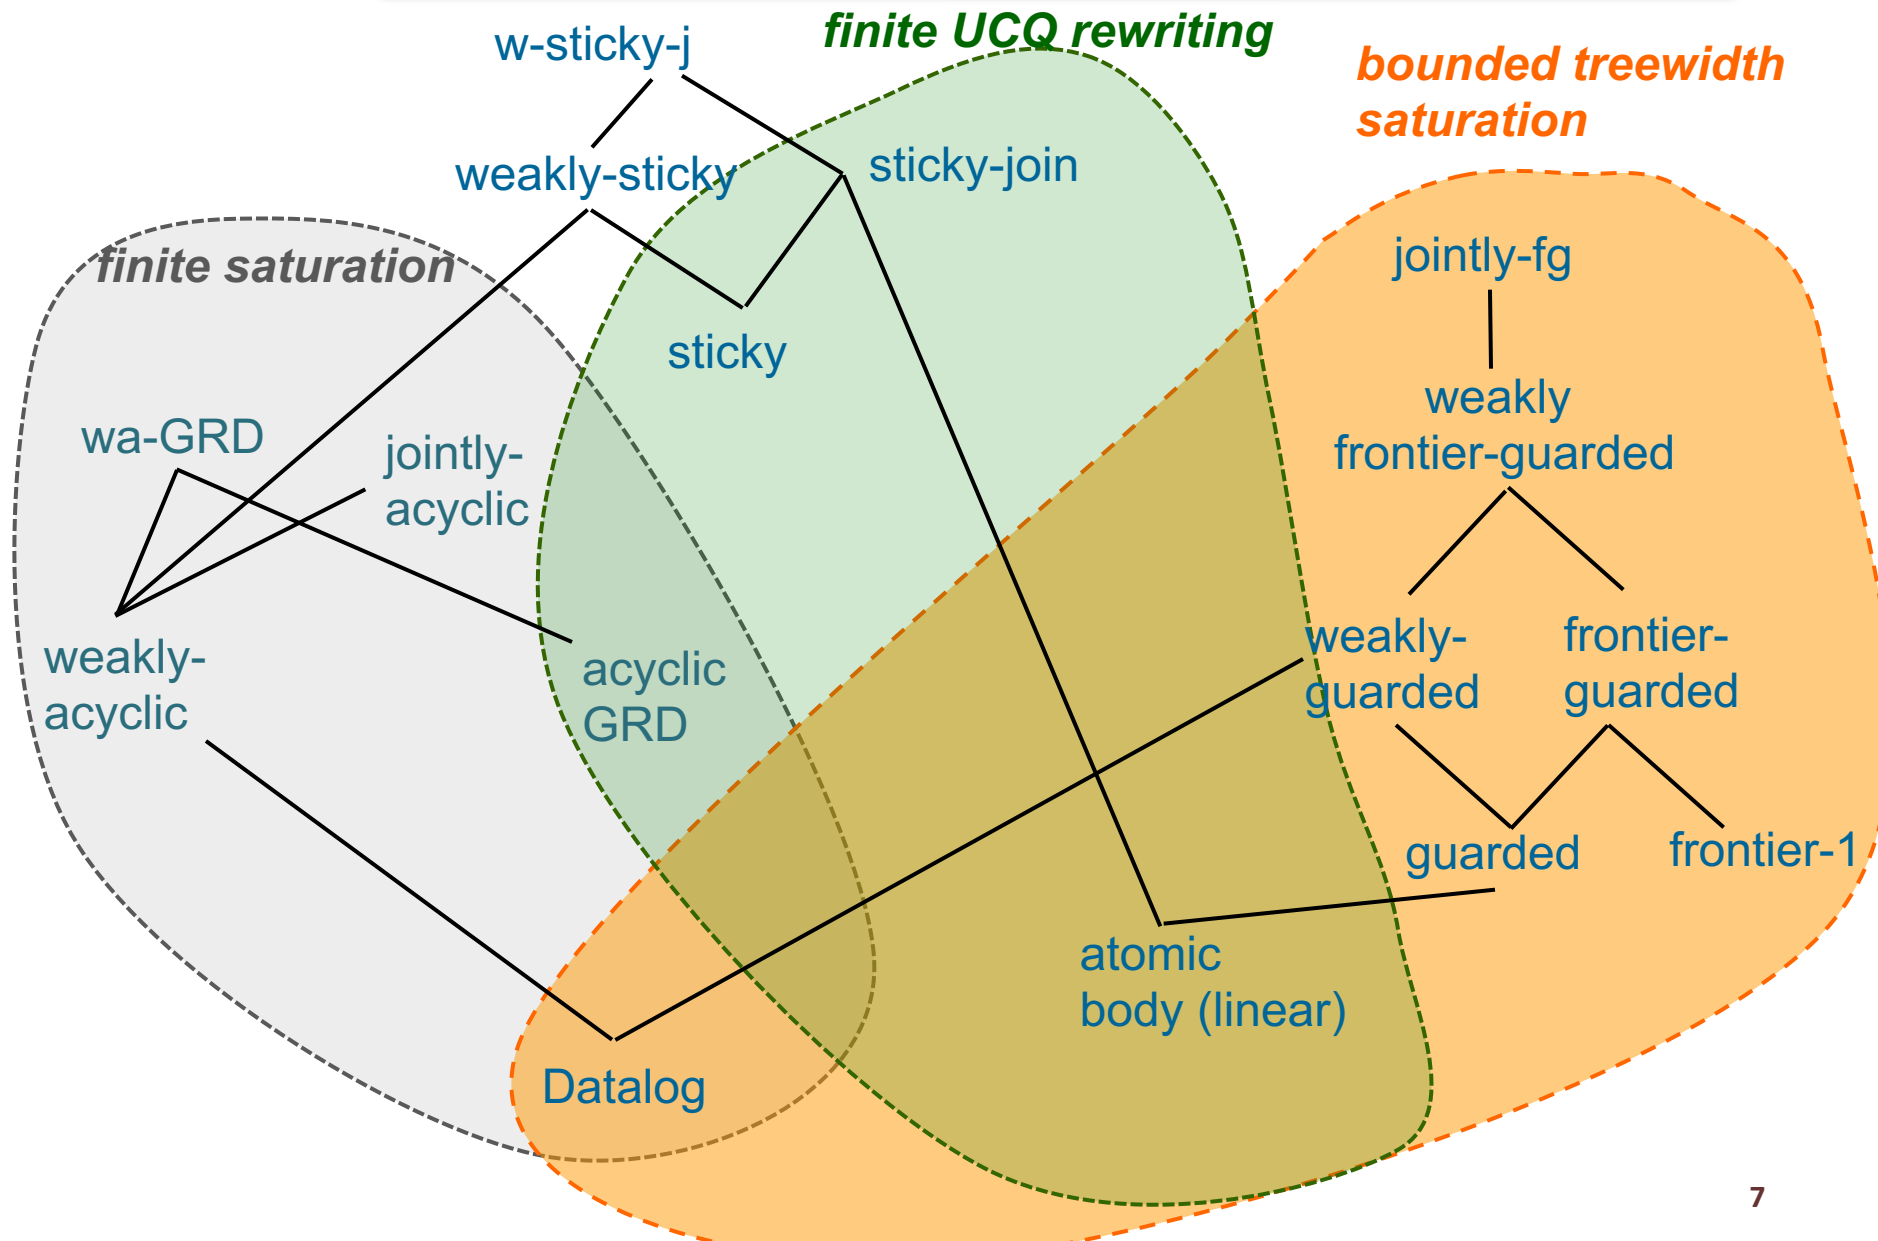 finite UCQ rewriting
w-sticky-j
bounded treewidth
saturation
weakly-sticky
sticky-join
finite saturation
jointly-fg
sticky
weakly
frontier-guarded
wa-GRD
jointly-
acyclic
weakly-
acyclic
acyclic
GRD
weakly-
guarded
frontier-
guarded
guarded
frontier-1
atomic
body (linear)
Datalog
7